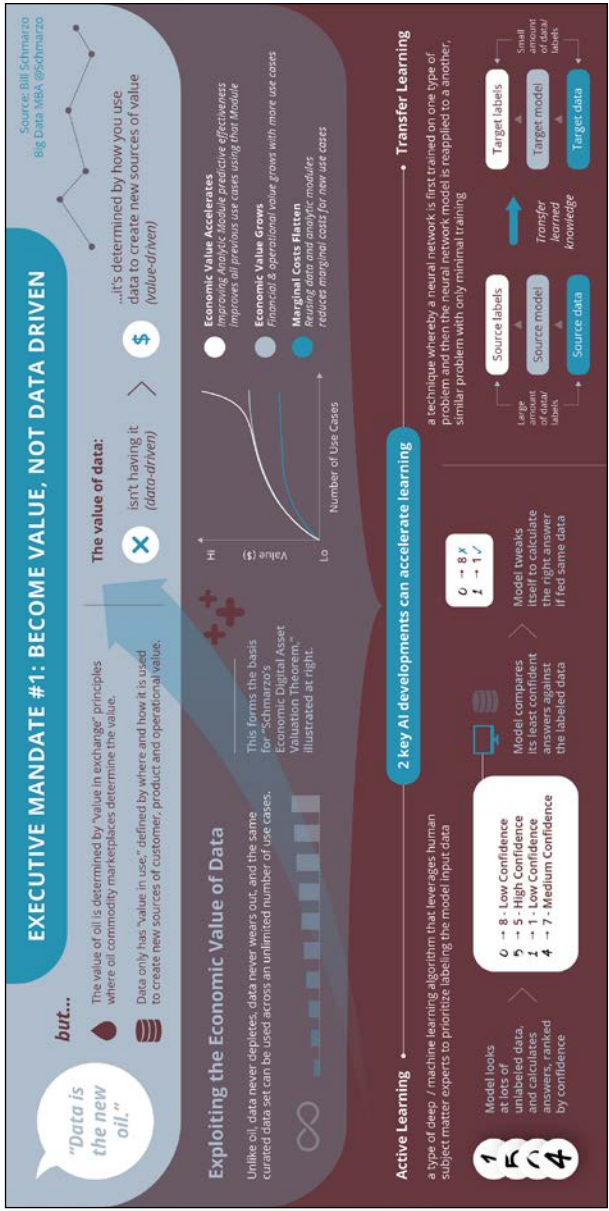 EXECUTIVE MANDATE #1: BECOME VALUE, NOT DATA DRIVEN
Source: Bill Schmarzo
Big Data MBA @Schmarzo
"Data is
the new
oil."
but...
The value of oil is determined by "value in exchange" principles
where oil commodity marketplaces determine the value.
Data only has "value in use," defined by where and how it is used
to create new sources of customer, product and operational value.
The value of data:
isn't having it
(data-driven)
$
...it's determined by how you use
data to create new sources of value
(value-driven)
Exploiting the Economic Value of Data
Unlike oil, data never depletes, data never wears out, and the same
curated data set can be used across an unlimited number of use cases.
This forms the basis
for "Schmarzo's
Economic Digital Asset
Valuation Theorem,"
illustrated at right.
Hi
Value ($)
Lo
Number of Use Cases
Economic Value Accelerates
Improving Analytic Module predictive effectiveness
improves all previous use cases using that Module
Economic Value Grows
Financial & operational value grows with more use cases
Marginal Costs Flatten
Reusing data and analytic modules
reduces marginal costs for new use cases
2 key AI developments can accelerate learning
Active Learning
a type of deep / machine learning algorithm that leverages human
subject matter experts to prioritize labeling the model input data
1
5
0
4
Model looks
at lots of
unlabeled data,
and calculates
answers, ranked
by confidence
0 → 8 - Low Confidence
5 → 5 - High Confidence
1 → 1 - Low Confidence
4 → 7 - Medium Confidence
Model compares
its least confident
answers against
the labeled data
0 → 8 x
1 → 1 ✓
Model tweaks
itself to calculate
the right answer
if fed same data
Transfer Learning
a technique whereby a neural network is first trained on one type of
problem and then the neural network model is reapplied to a another,
similar problem with only minimal training
Large
amount
of data/
labels
Source labels
Source model
Source data
Transfer
learned
knowledge
Target labels
Target model
Target data
Small
amount
of data/
labels